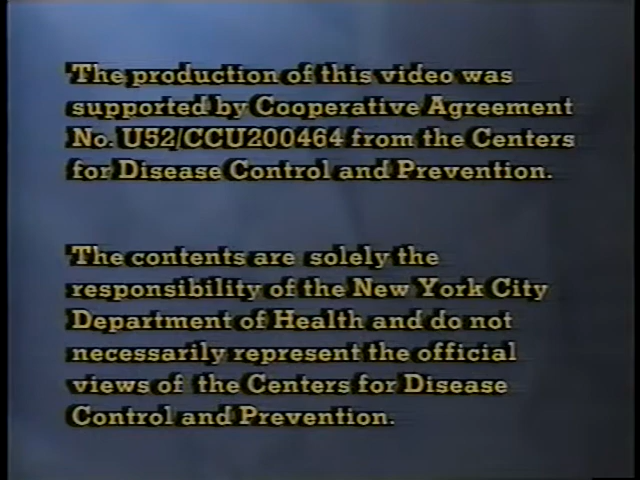 The production of this video was
supported by Cooperative Agreement
No. U52/CCU200464 from the Centers
for Disease Control and Prevention.
The contents are solely the
responsibility of the New York City
Department of Health and do not
necessarily represent the official
views of the Centers for Disease
Control and Prevention.